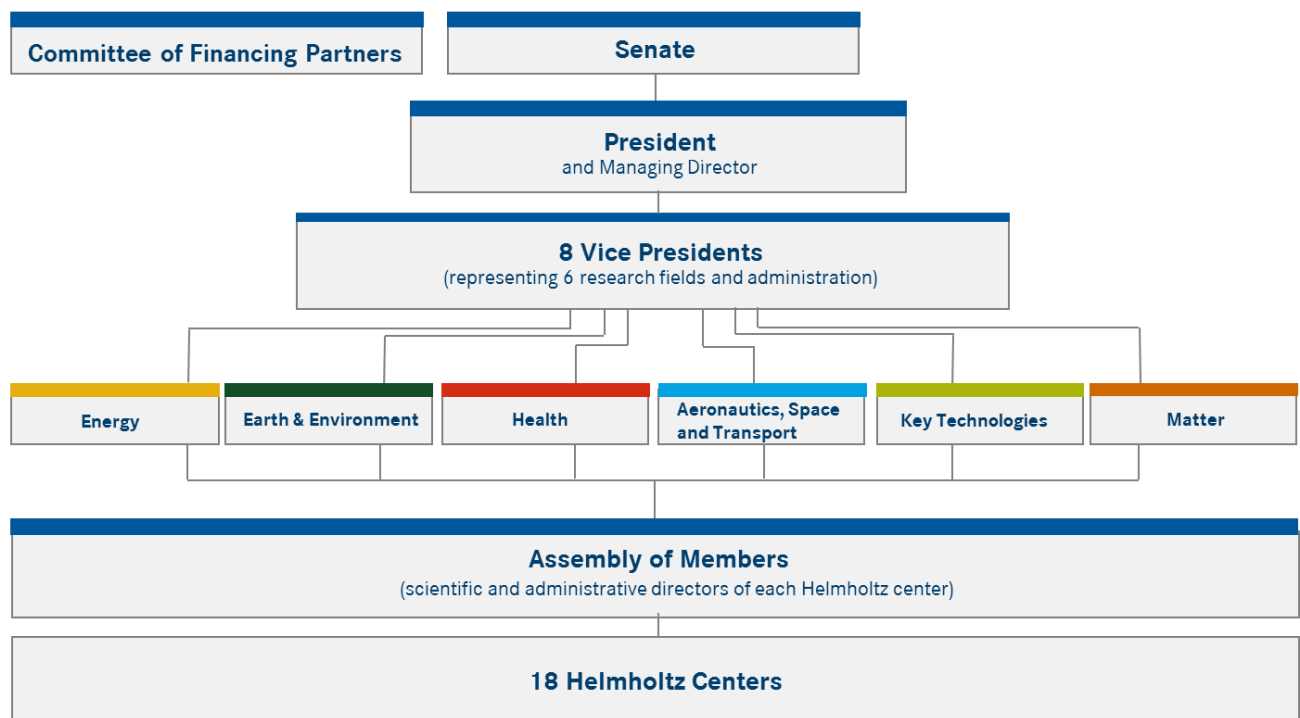 Committee of Financing Partners
Senate
President
and Managing Director
8 Vice Presidents
(representing 6 research fields and administration)
Energy
Earth & Environment
Health
Aeronautics, Space
and Transport
Key Technologies
Matter
Assembly of Members
(scientific and administrative directors of each Helmholtz center)
18 Helmholtz Centers